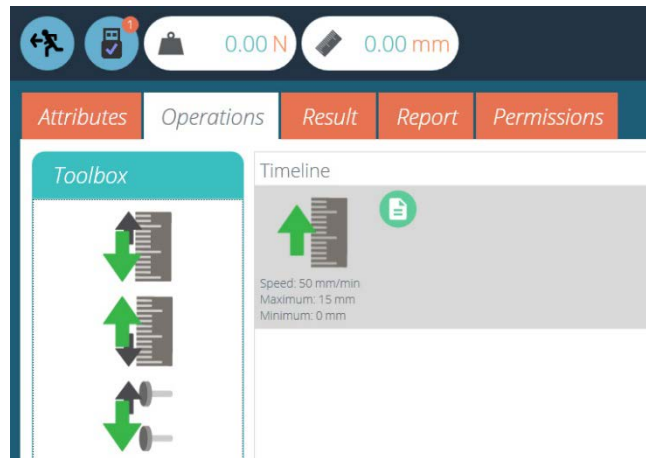 1
0.00 N
0.00 mm
Attributes
Operations
Result
Report
Permissions
Toolbox
Timeline
Speed: 50 mm/min
Maximum: 15 mm
Minimum: 0 mm